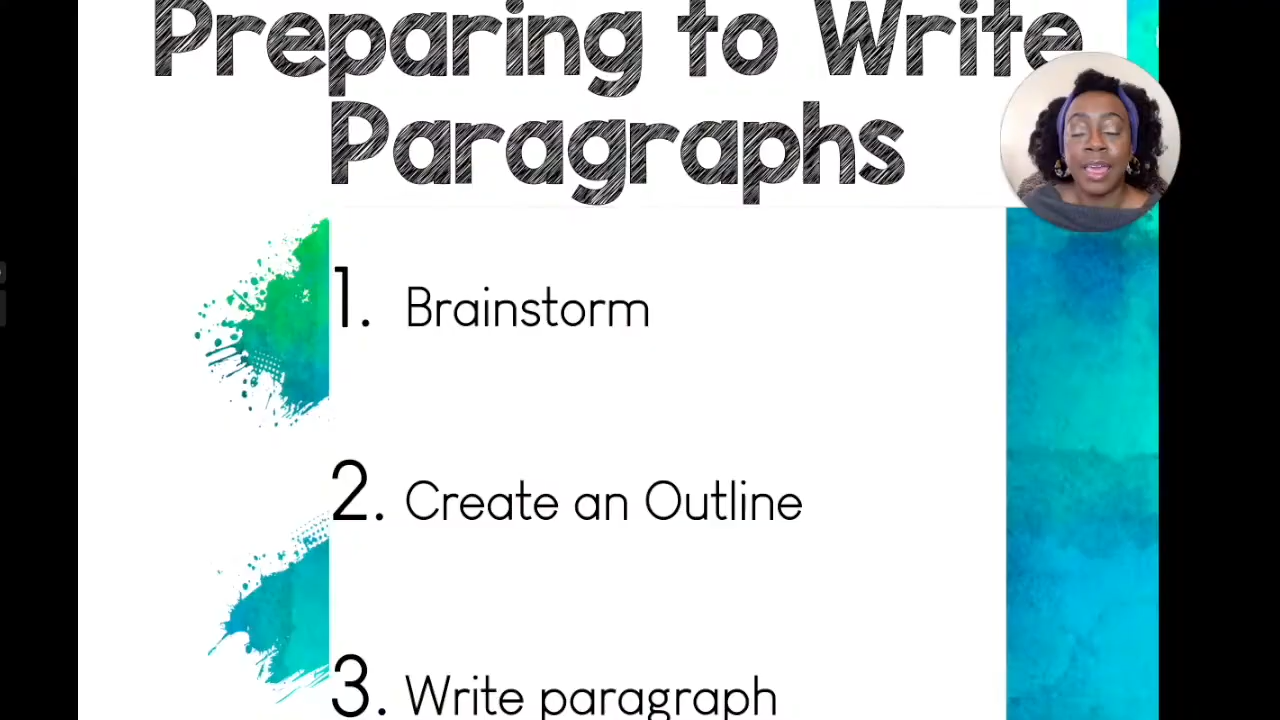 Preparing to Write
Paragraphs
1. Brainstorm
2. Create an Outline
3. Write paragraph